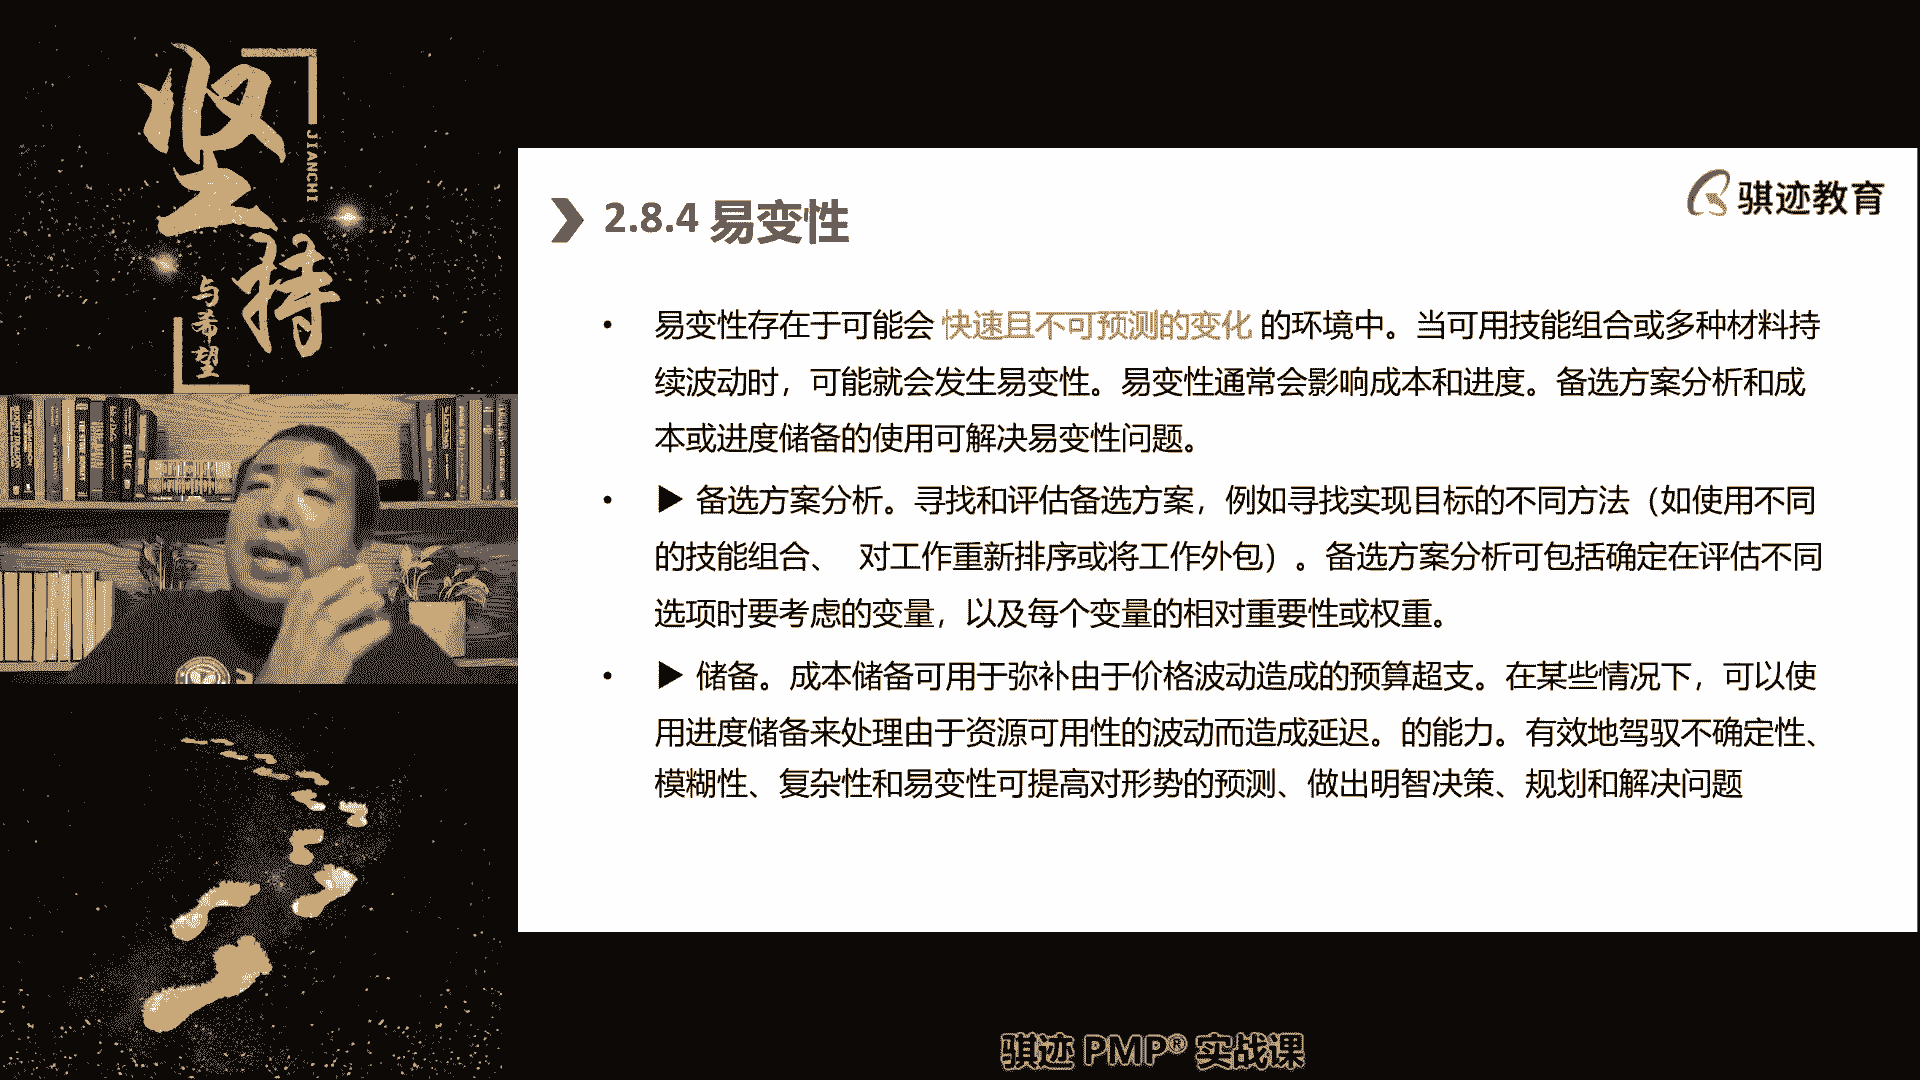 坚持
JIANCHI
与希望
骐迹教育
2.8.4 易变性
• 易变性存在于可能会 快速且不可预测的变化 的环境中。当可用技能组合或多种材料持
续波动时，可能就会发生易变性。易变性通常会影响成本和进度。备选方案分析和成
本或进度储备的使用可解决易变性问题。
• ▶ 备选方案分析。寻找和评估备选方案，例如寻找实现目标的不同方法（如使用不同
的技能组合、 对工作重新排序或将工作外包）。备选方案分析可包括确定在评估不同
选项时要考虑的变量，以及每个变量的相对重要性或权重。
• ▶ 储备。成本储备可用于弥补由于价格波动造成的预算超支。在某些情况下，可以使
用进度储备来处理由于资源可用性的波动而造成延迟。的能力。有效地驾驭不确定性、
模糊性、复杂性和易变性可提高对形势的预测、做出明智决策、规划和解决问题
骐迹 PMP® 实战课